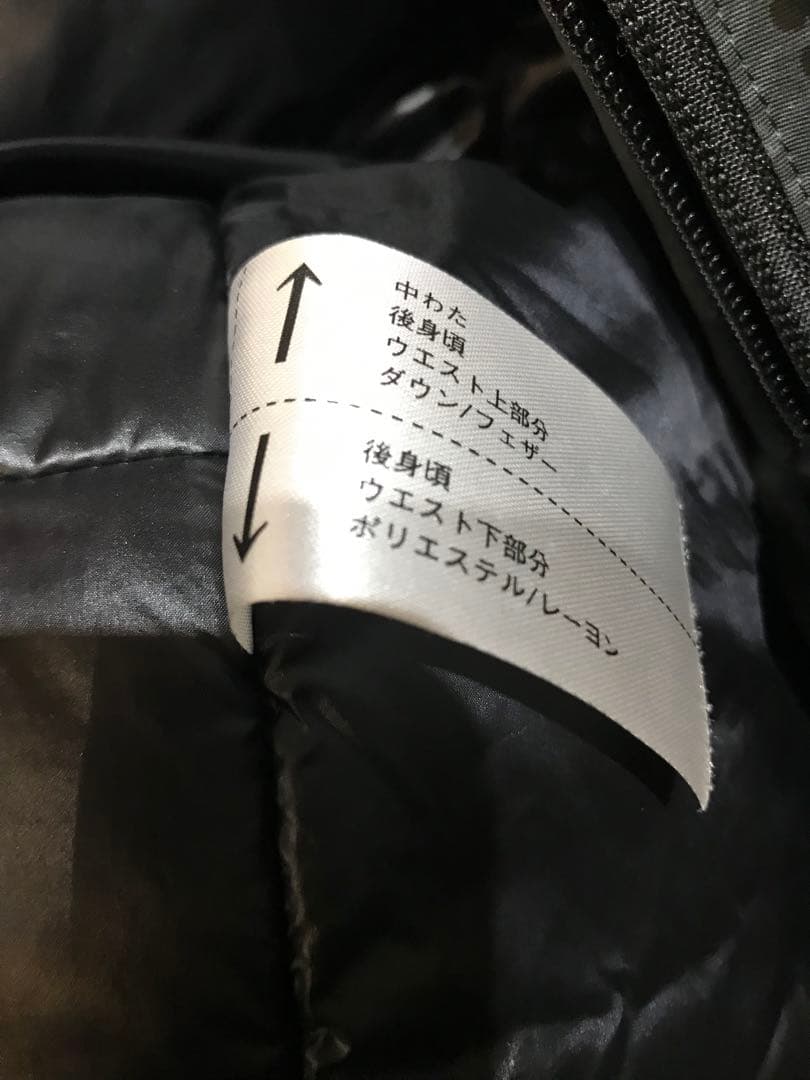 中わた
後身頃
ウエスト上部分
ダウン/フェザー
後身頃
ウエスト下部分
ポリエステル/レーヨン